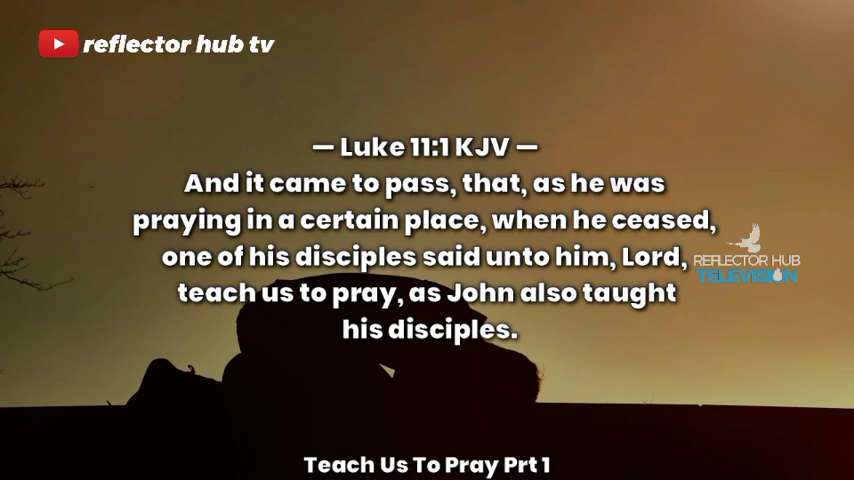 reflector hub tv
— Luke 11:1 KJV —
And it came to pass, that, as he was
praying in a certain place, when he ceased,
one of his disciples said unto him, Lord,
teach us to pray, as John also taught
his disciples.
REFLECTOR HUB
TELEVISION
Teach Us To Pray Prt 1